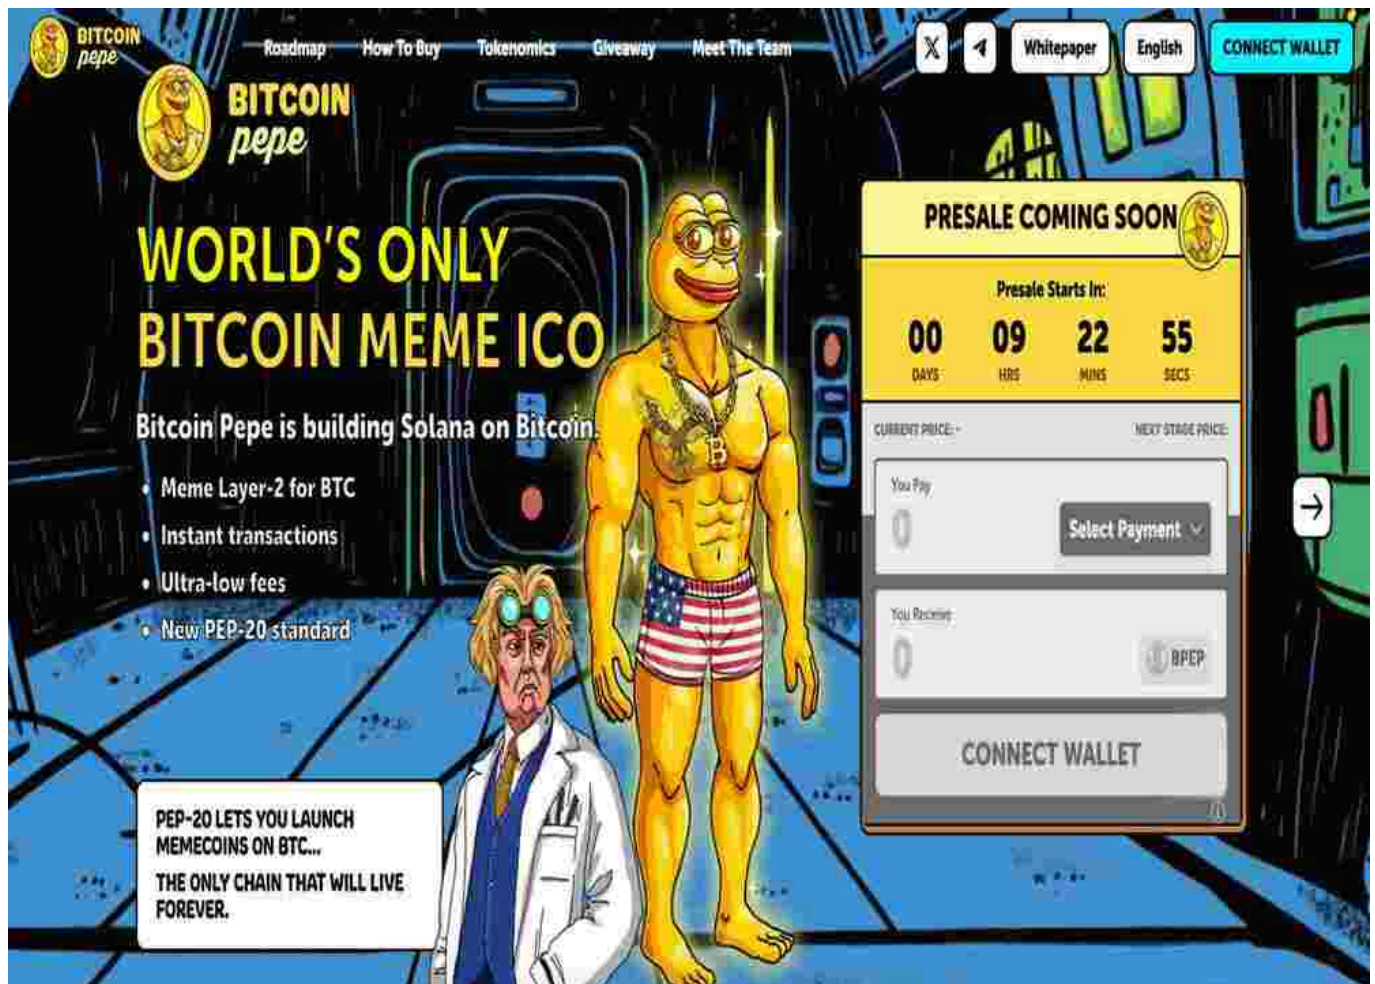 BITCOIN
pepe
Roadmap
How To Buy
Tokenomics
Giveaway
Meet The Team
Whitepaper
English
CONNECT WALLET
BITCOIN
pepe
WORLD'S ONLY
BITCOIN MEME ICO
Bitcoin Pepe is building Solana on Bitcoin.
• Meme Layer-2 for BTC
• Instant transactions
• Ultra-low fees
• New PEP-20 standard
PEP-20 LETS YOU LAUNCH
MEMECOINS ON BTC...
THE ONLY CHAIN THAT WILL LIVE
FOREVER.
B
PRESALE COMING SOON
Presale Starts In:
00 09 22 55
DAYS HRS MINS SECS
CURRENT PRICE: - NEXT STAGE PRICE:
You Pay
0
Select Payment
You Receive
0
BPEP
CONNECT WALLET